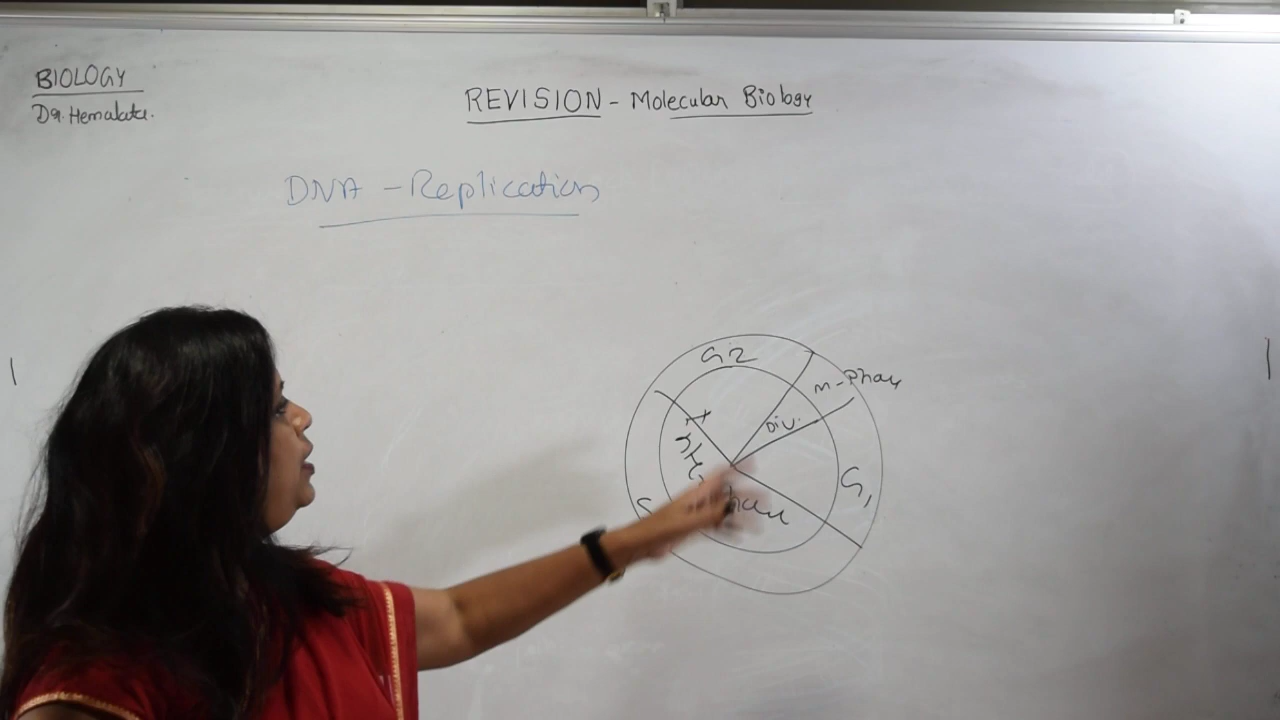 BIOLOGY
Dr. Hemalata.
REVISION - Molecular Biology
DNA - Replication
G2
M-Phase
Div.
G1
S